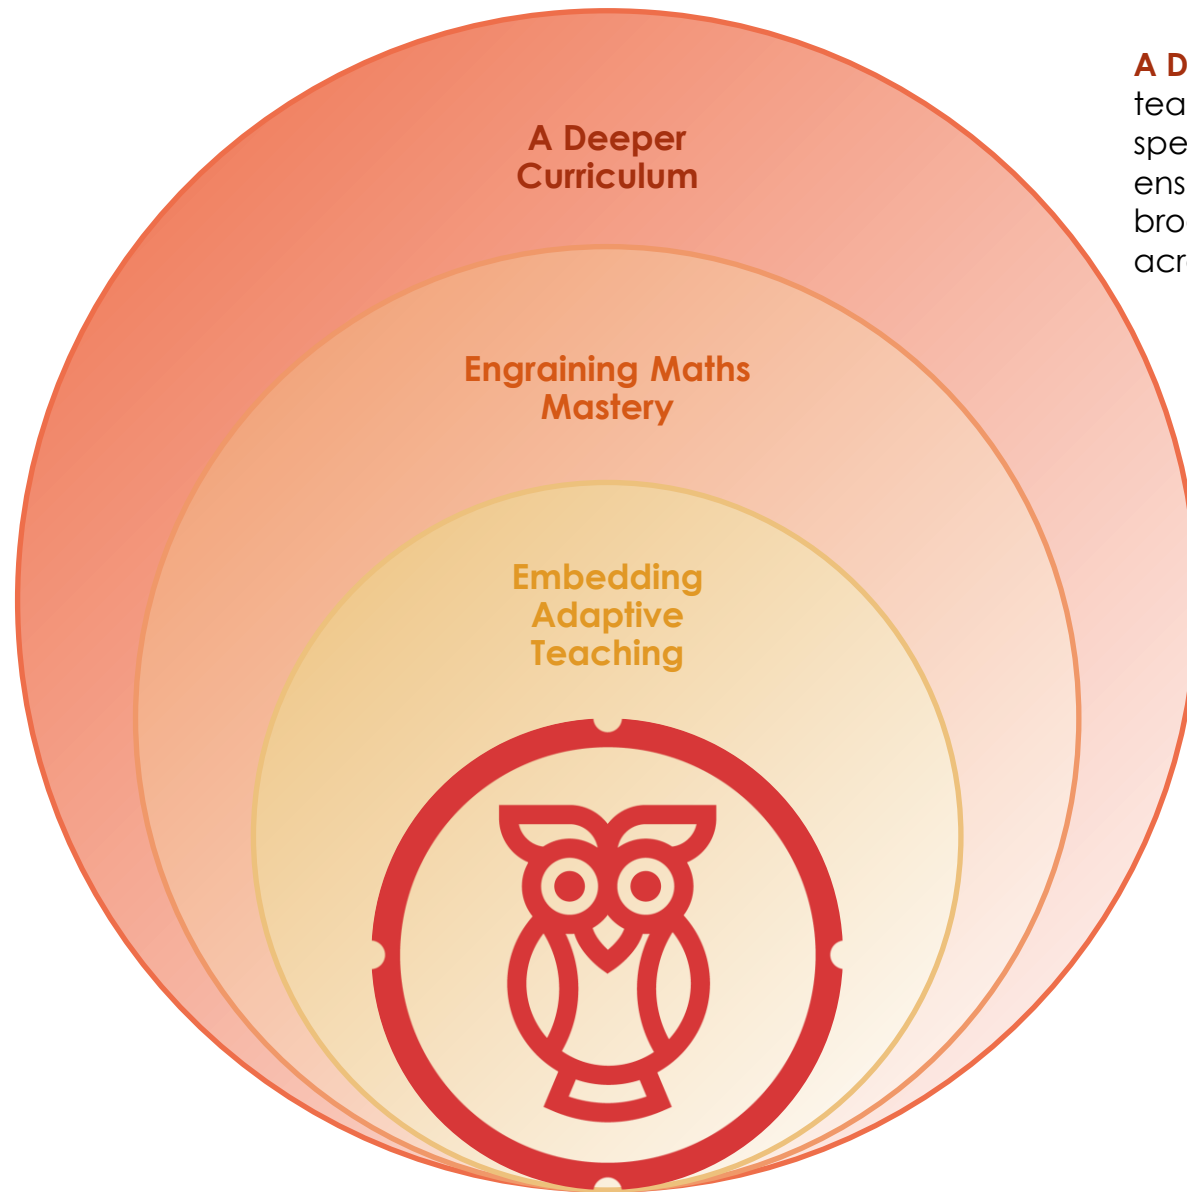 A Deeper
Curriculum
Engraining Maths
Mastery
Embedding
Adaptive
Teaching
A